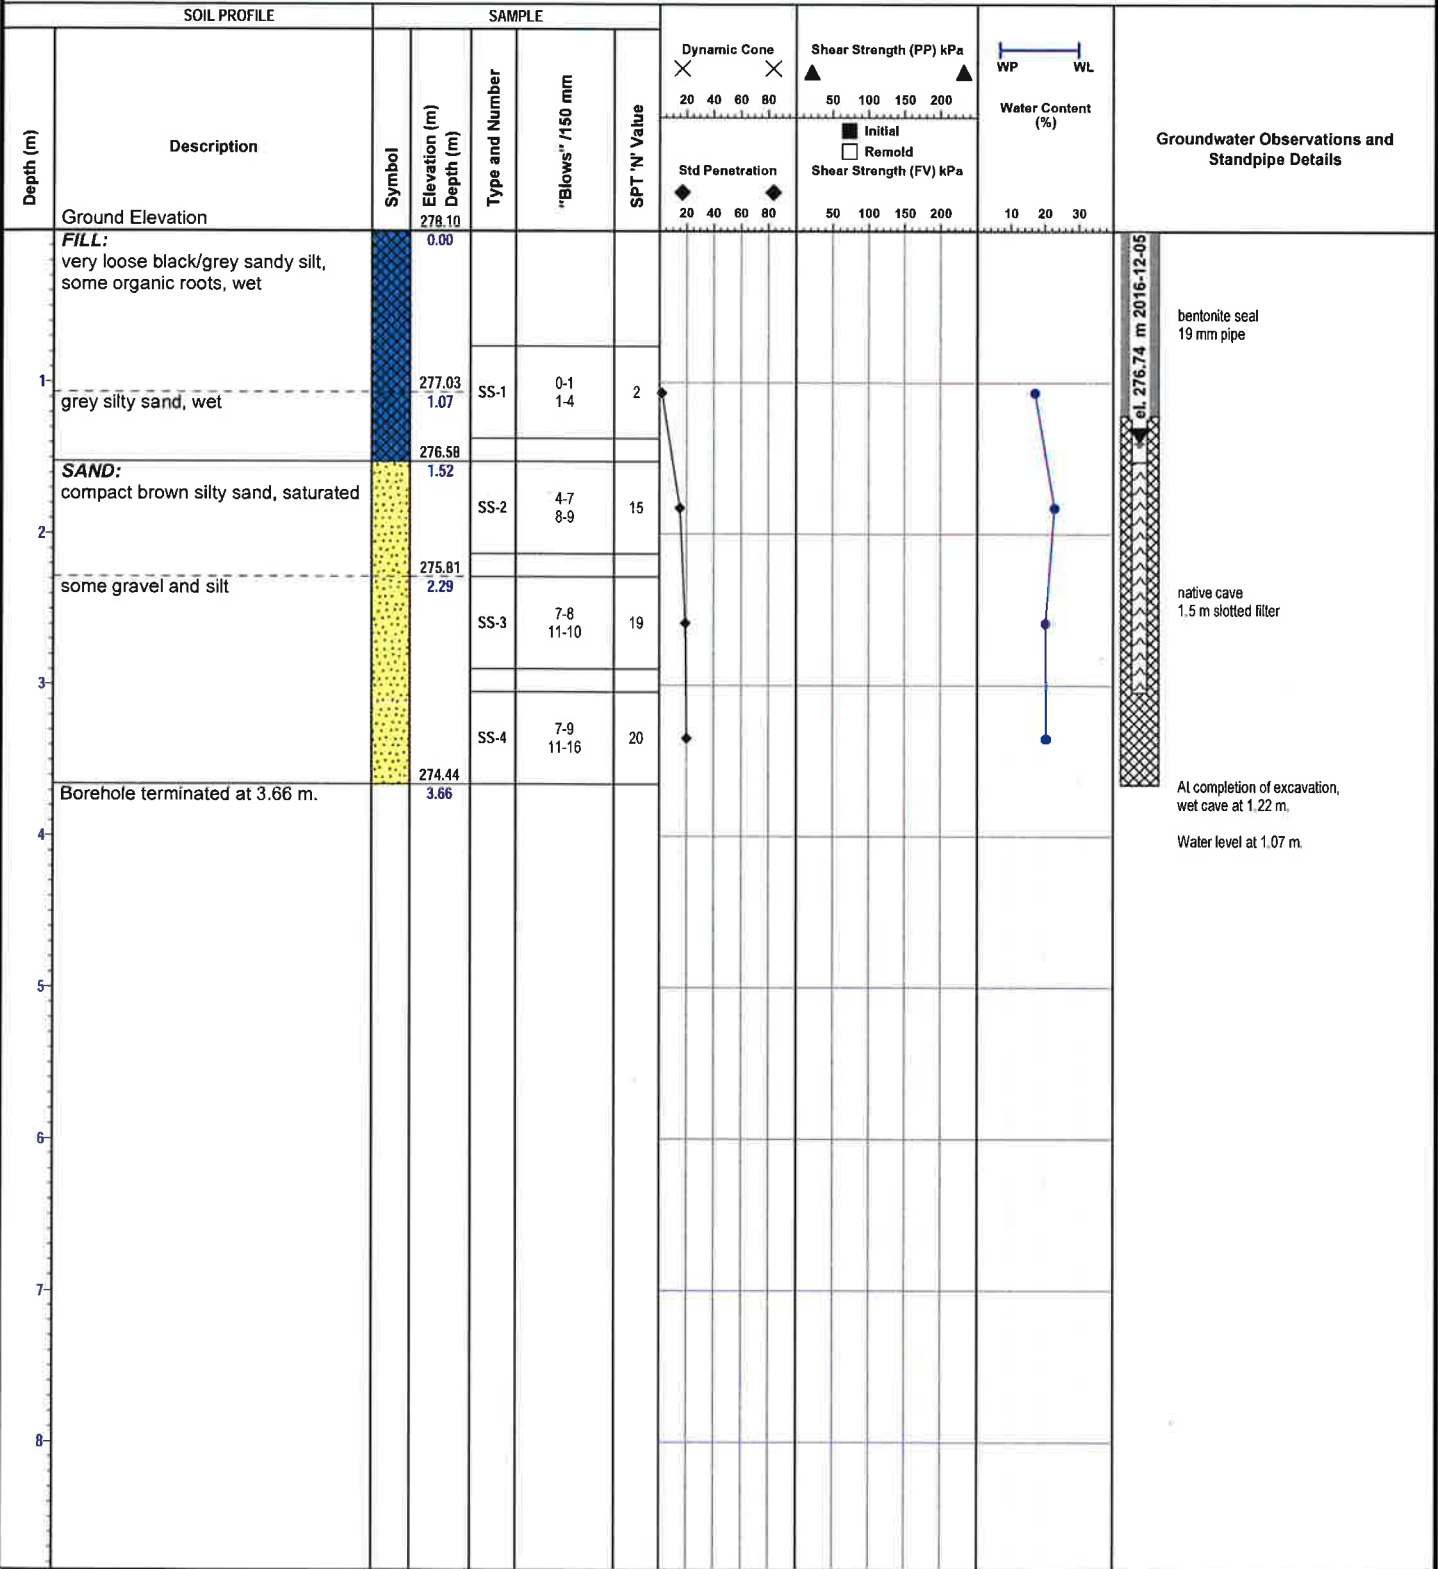 SOIL PROFILE
SAMPLE
Depth (m)
Description
Symbol
Elevation (m)
Depth (m)
Type and Number
"Blows" /150 mm
SPT 'N' Value
Dynamic Cone
20 40 60 80
Std Penetration
20 40 60 80
Shear Strength (PP) kPa
50 100 150 200
Initial
Remold
Shear Strength (FV) kPa
50 100 150 200
WP WL
Water Content
(%)
10 20 30
Groundwater Observations and
Standpipe Details
Ground Elevation
278.10
FILL:
0.00
very loose black/grey sandy silt,
some organic roots, wet
el. 276.74 m 2016-12-05
bentonite seal
19 mm pipe
1
277.03
grey silty sand, wet
1.07
SS-1
0-1
1-4
2
276.58
SAND:
1.52
compact brown silty sand, saturated
SS-2
4-7
8-9
15
2
275.81
some gravel and silt
2.29
SS-3
7-8
11-10
19
native cave
1.5 m slotted filter
3
SS-4
7-9
11-16
20
274.44
Borehole terminated at 3.66 m.
3.66
At completion of excavation,
wet cave at 1.22 m.
Water level at 1.07 m.
4
5
6
7
8